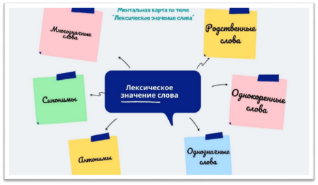 Ментальная карта по теме
"Лексическое значение слова"
Многозначные
слова
Родственные
слова
Лексическое
значение слова
Синонимы
Однокоренные
слова
Антонимы
Однозначные
слова